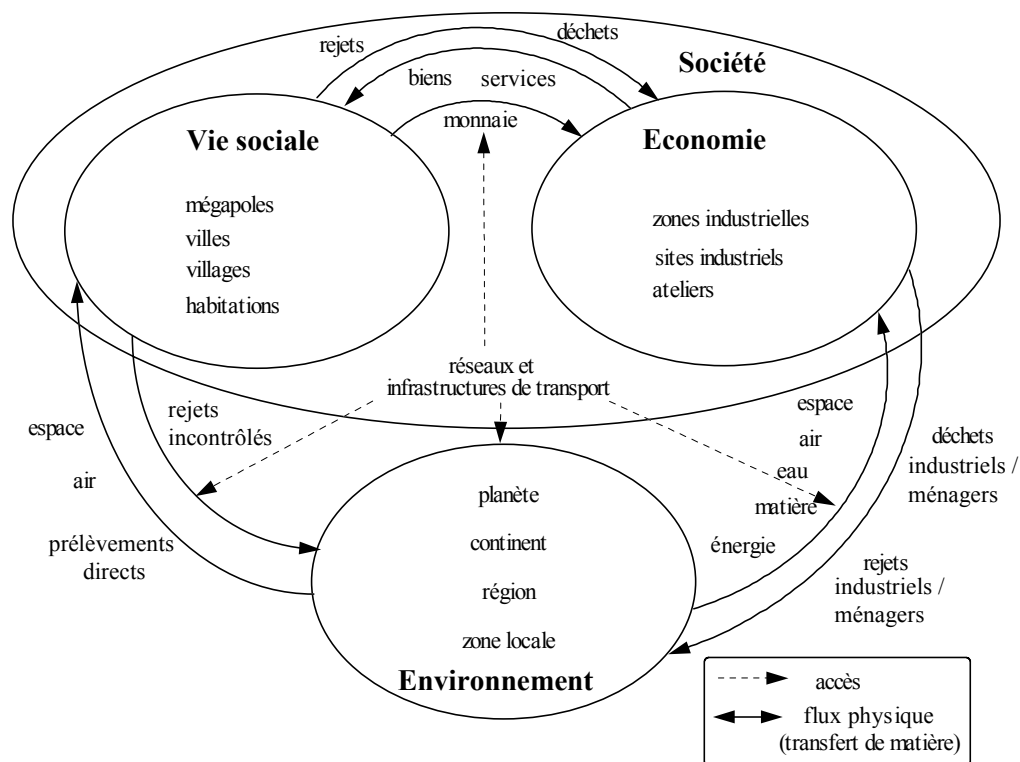 rejets
déchets
Société
biens
services
monnaie
Vie sociale
Economie
mégapoles
villes
villages
habitations
zones industrielles
sites industriels
ateliers
réseaux et
infrastructures de transport
rejets
incontrôlés
espace
air
prélèvements
directs
espace
air
eau
matière
énergie
déchets
industriels /
ménagers
rejets
industriels /
ménagers
planète
continent
région
zone locale
Environnement
accès
flux physique
(transfert de matière)